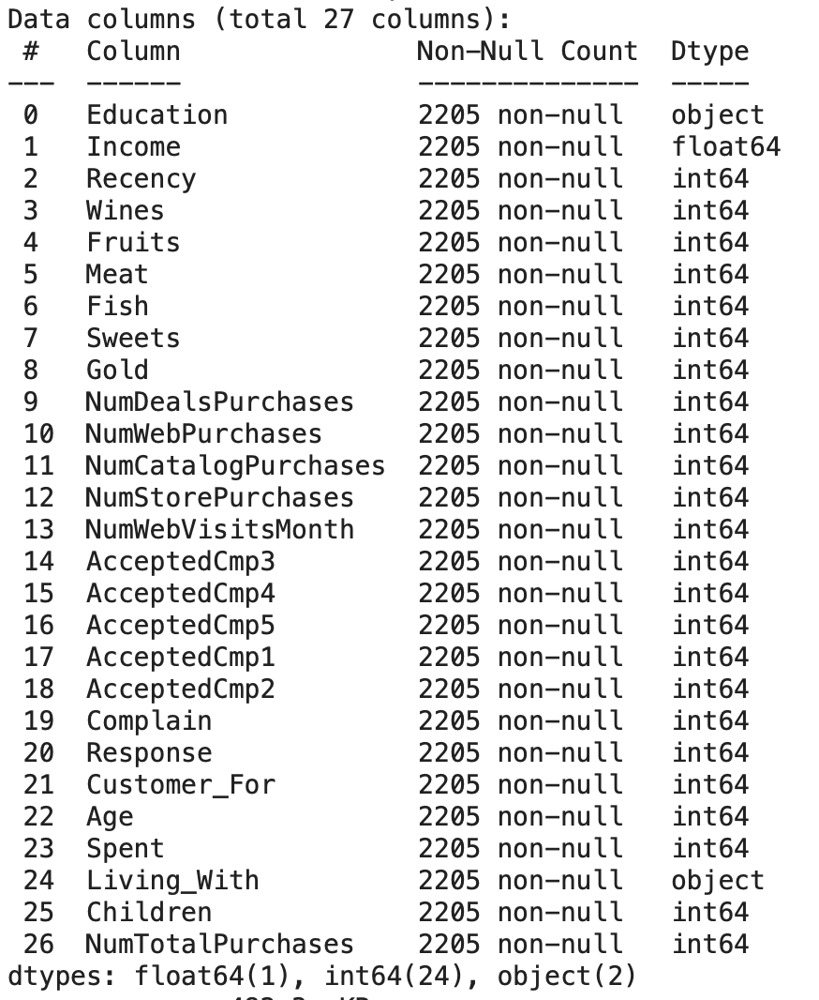 Data columns (total 27 columns):
 #   Column               Non-Null Count  Dtype
---  ------               --------------  -----
 0   Education            2205 non-null   object
 1   Income               2205 non-null   float64
 2   Recency              2205 non-null   int64
 3   Wines                2205 non-null   int64
 4   Fruits               2205 non-null   int64
 5   Meat                 2205 non-null   int64
 6   Fish                 2205 non-null   int64
 7   Sweets               2205 non-null   int64
 8   Gold                 2205 non-null   int64
 9   NumDealsPurchases    2205 non-null   int64
 10  NumWebPurchases      2205 non-null   int64
 11  NumCatalogPurchases  2205 non-null   int64
 12  NumStorePurchases    2205 non-null   int64
 13  NumWebVisitsMonth    2205 non-null   int64
 14  AcceptedCmp3         2205 non-null   int64
 15  AcceptedCmp4         2205 non-null   int64
 16  AcceptedCmp5         2205 non-null   int64
 17  AcceptedCmp1         2205 non-null   int64
 18  AcceptedCmp2         2205 non-null   int64
 19  Complain             2205 non-null   int64
 20  Response             2205 non-null   int64
 21  Customer_For         2205 non-null   int64
 22  Age                  2205 non-null   int64
 23  Spent                2205 non-null   int64
 24  Living_With          2205 non-null   object
 25  Children             2205 non-null   int64
 26  NumTotalPurchases    2205 non-null   int64
dtypes: float64(1), int64(24), object(2)